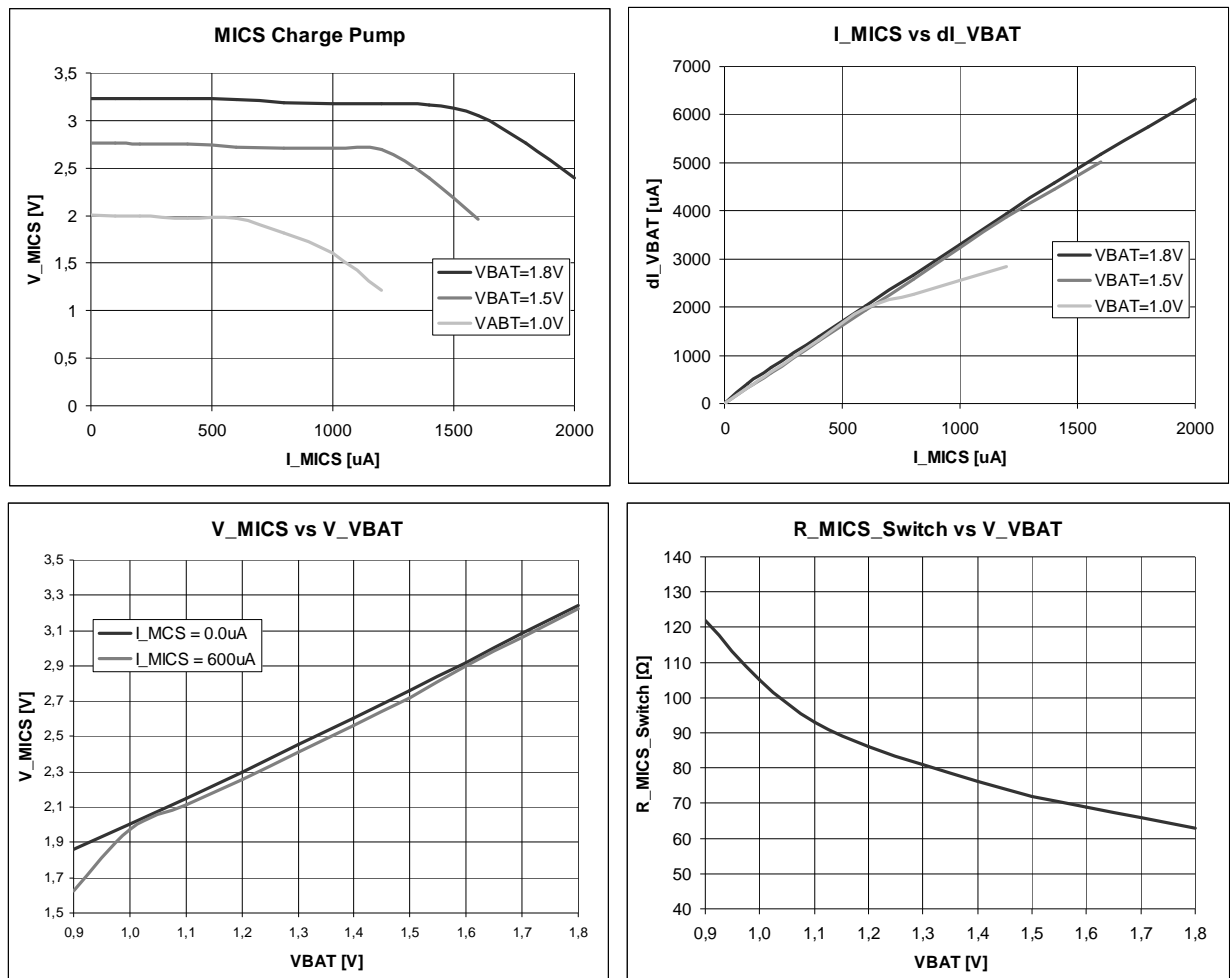 MICS Charge Pump
3,5
3
2,5
2
1,5
1
0,5
0
V_MICS [V]
0 500 1000 1500 2000
I_MICS [uA]
VBAT=1.8V
VBAT=1.5V
VABT=1.0V
I_MICS vs dI_VBAT
7000
6000
5000
4000
3000
2000
1000
0
dI_VBAT [uA]
0 500 1000 1500 2000
I_MICS [uA]
VBAT=1.8V
VBAT=1.5V
VBAT=1.0V
V_MICS vs V_VBAT
3,5
3,3
3,1
2,9
2,7
2,5
2,3
2,1
1,9
1,7
1,5
V_MICS [V]
I_MCS = 0.0uA
I_MICS = 600uA
0,9 1,0 1,1 1,2 1,3 1,4 1,5 1,6 1,7 1,8
VBAT [V]
R_MICS_Switch vs V_VBAT
140
130
120
110
100
90
80
70
60
50
40
R_MICS_Switch [Ω]
0,9 1,0 1,1 1,2 1,3 1,4 1,5 1,6 1,7 1,8
VBAT [V]